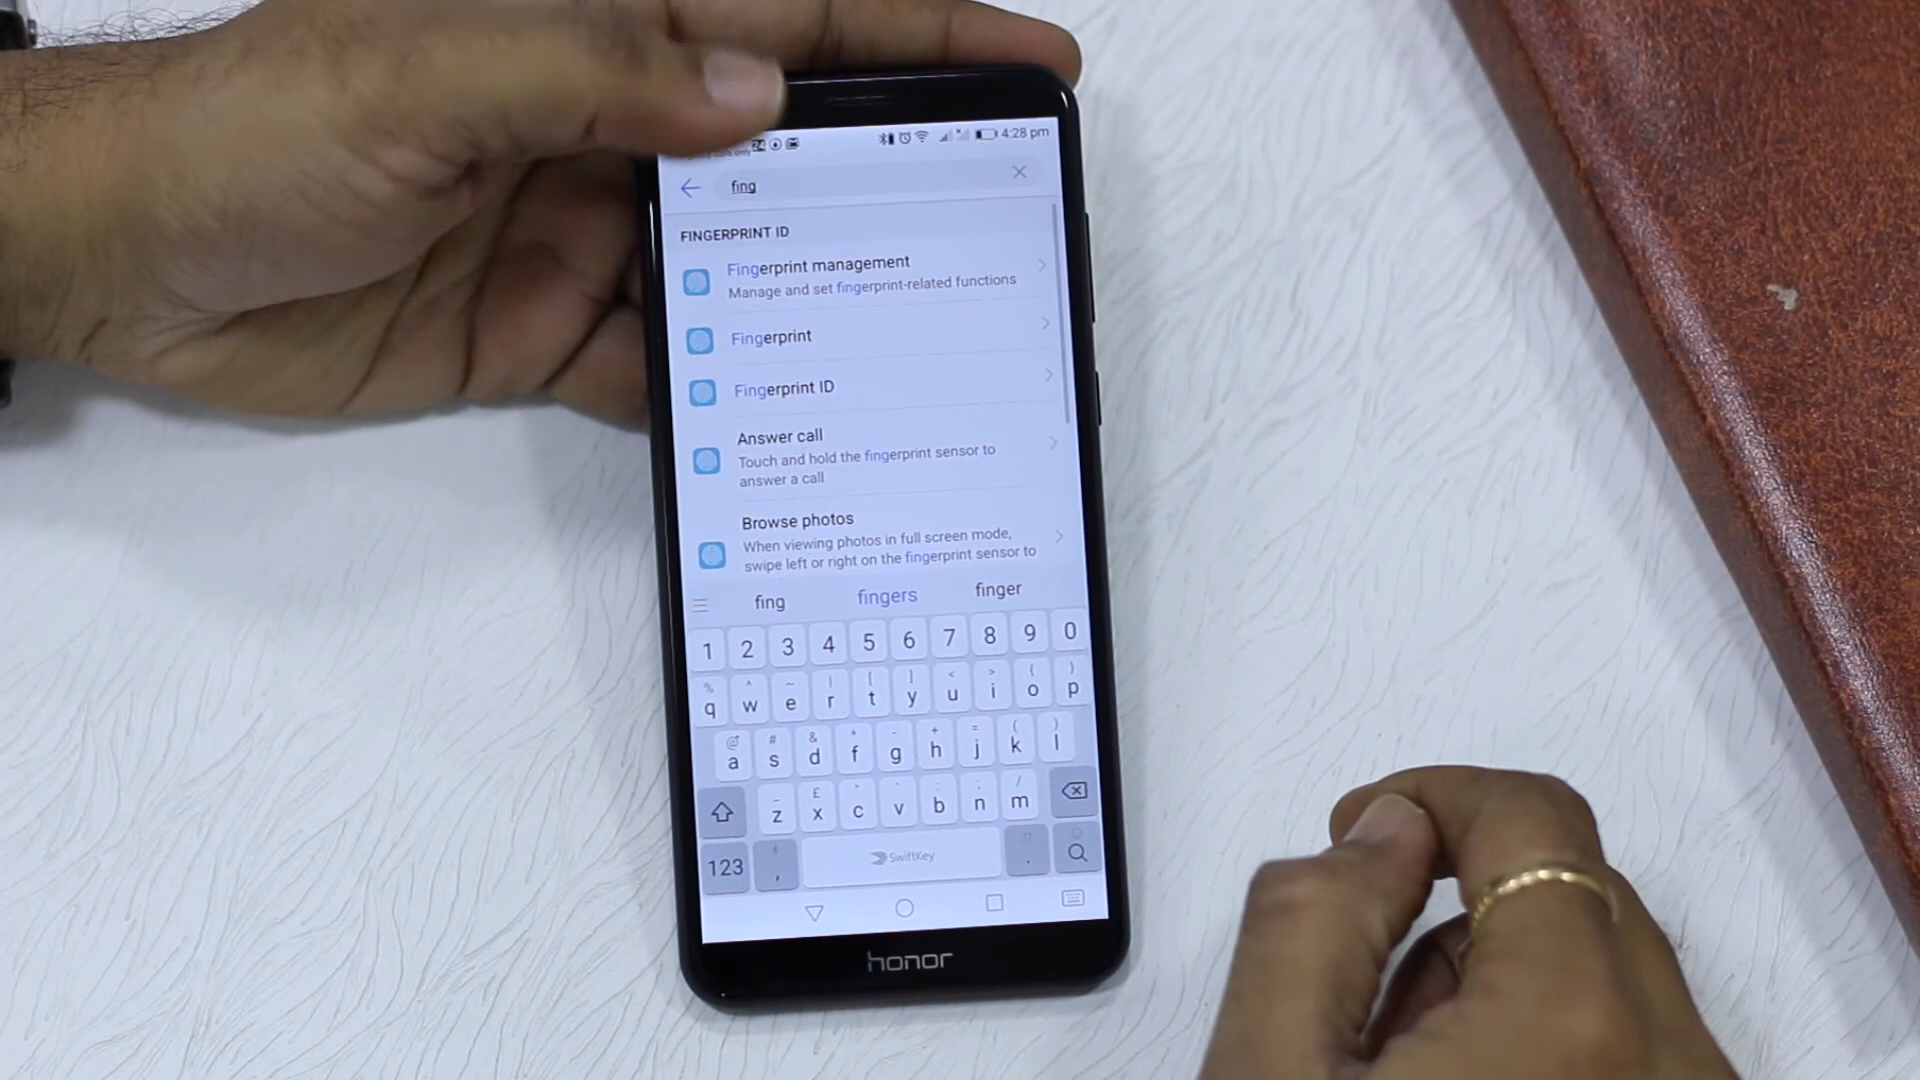 4:28 pm
fing
FINGERPRINT ID
Fingerprint management
Manage and set fingerprint-related functions
Fingerprint
Fingerprint ID
Answer call
Touch and hold the fingerprint sensor to
answer a call
Browse photos
When viewing photos in full screen mode,
swipe left or right on the fingerprint sensor to
fing fingers finger
1 2 3 4 5 6 7 8 9 0
q w e r t y u i o p
a s d f g h j k l
z x c v b n m
123 , SwiftKey .
honor